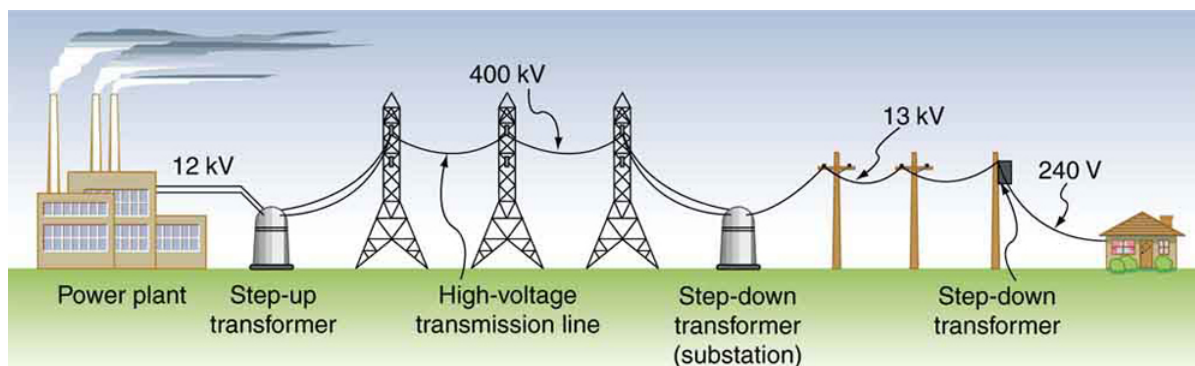 400 kV
13 kV
12 kV
240 V
Power plant
Step-up
transformer
High-voltage
transmission line
Step-down
transformer
(substation)
Step-down
transformer